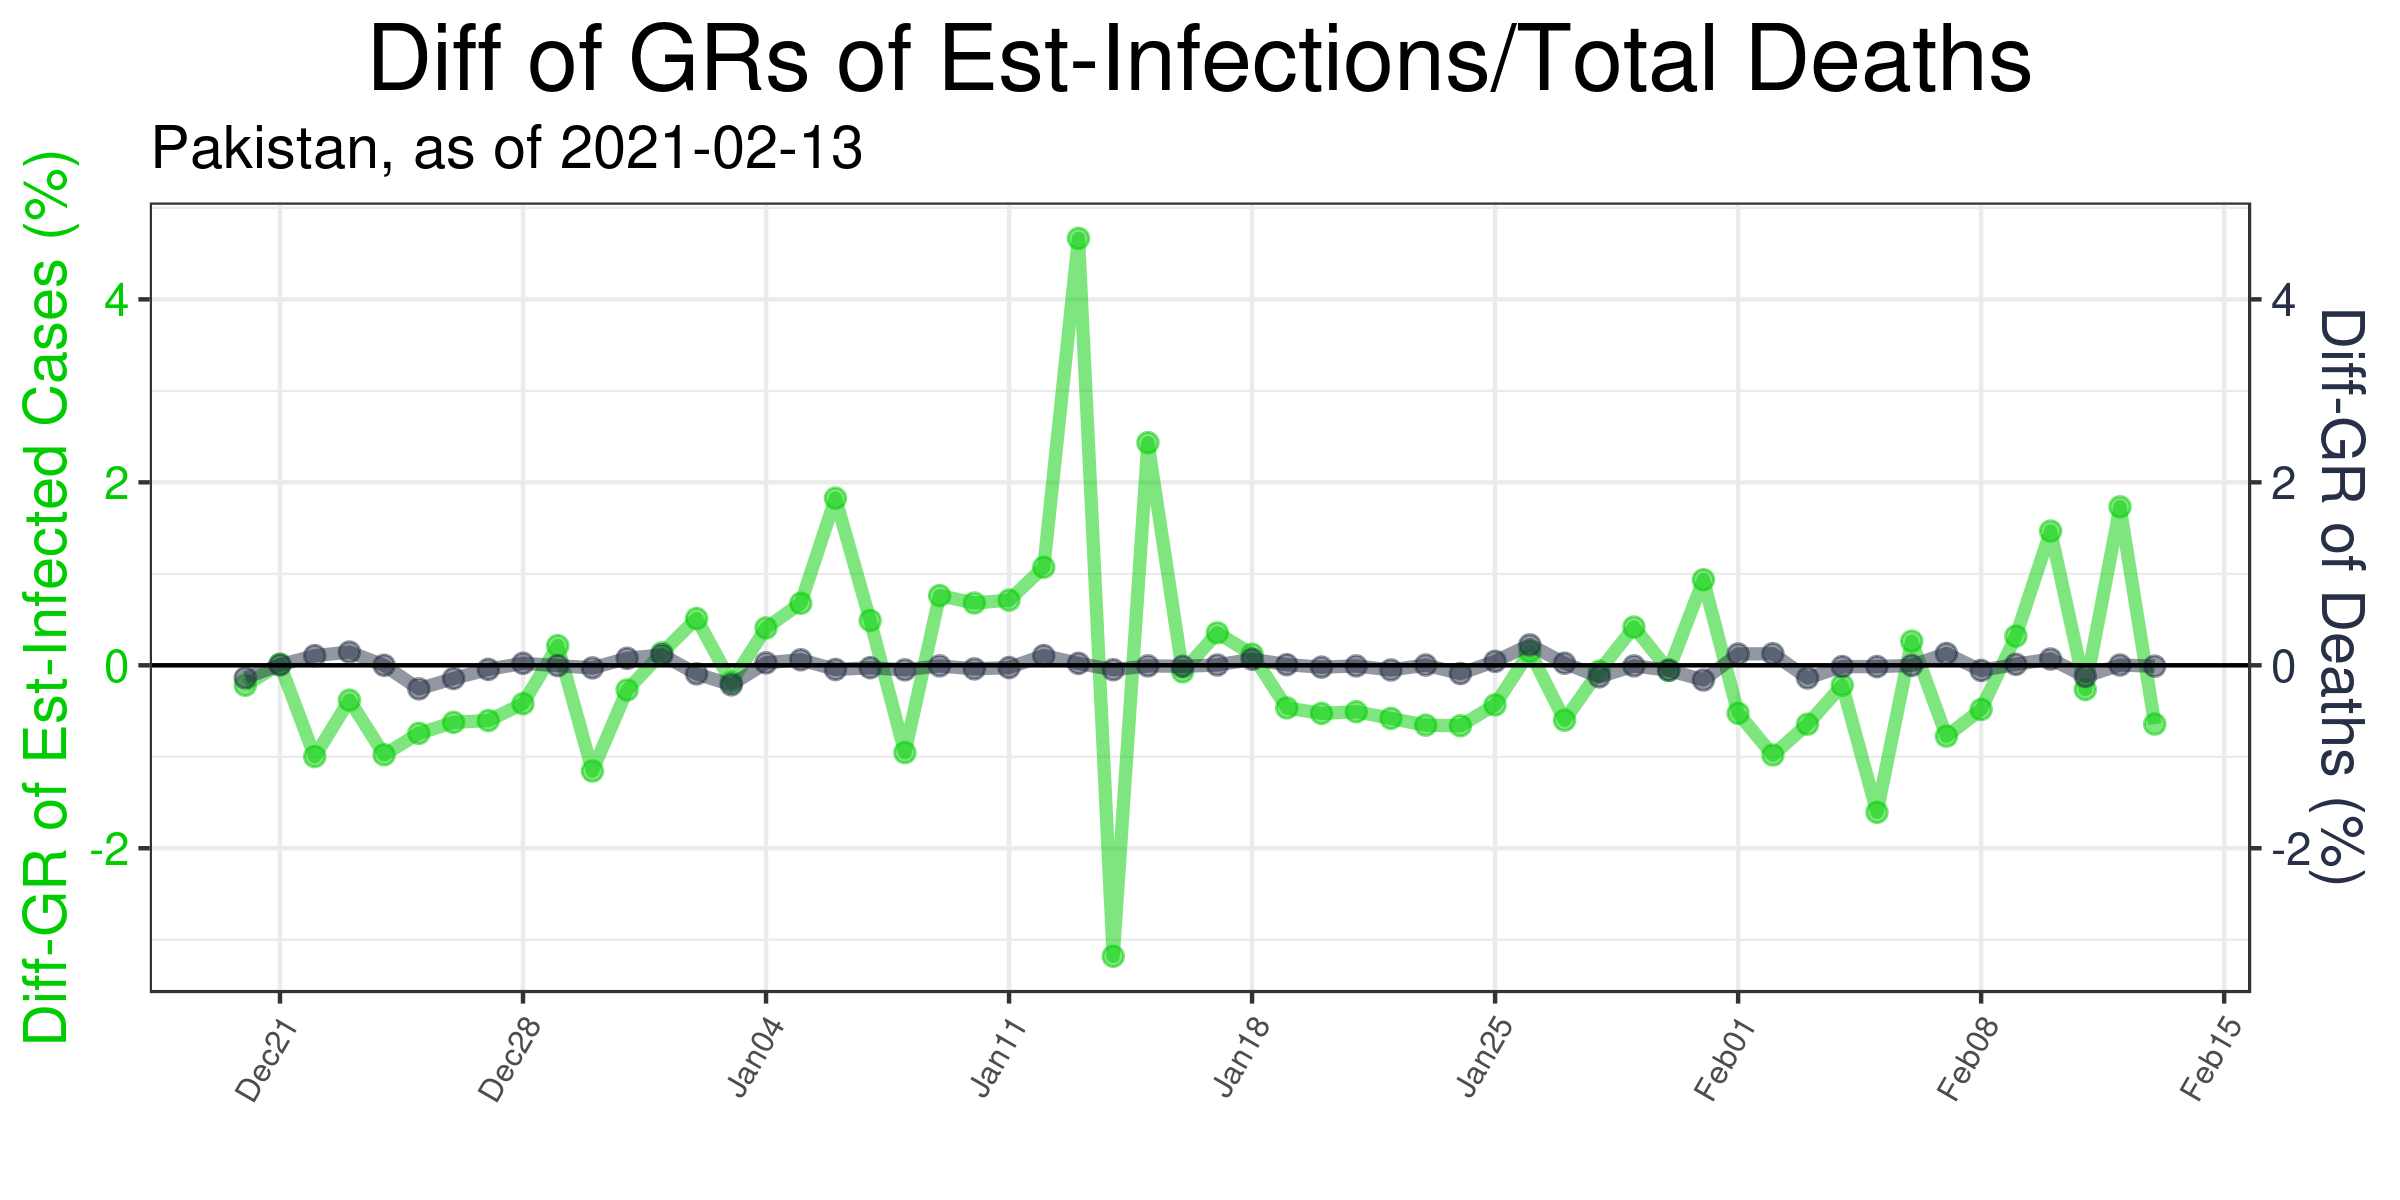 Diff of GRs of Est-Infections/Total Deaths
Pakistan, as of 2021-02-13
Diff-GR of Est-Infected Cases (%)
4
2
0
-2
4
2
0
-2
Diff-GR of Deaths (%)
Dec21
Dec28
Jan04
Jan11
Jan18
Jan25
Feb01
Feb08
Feb15